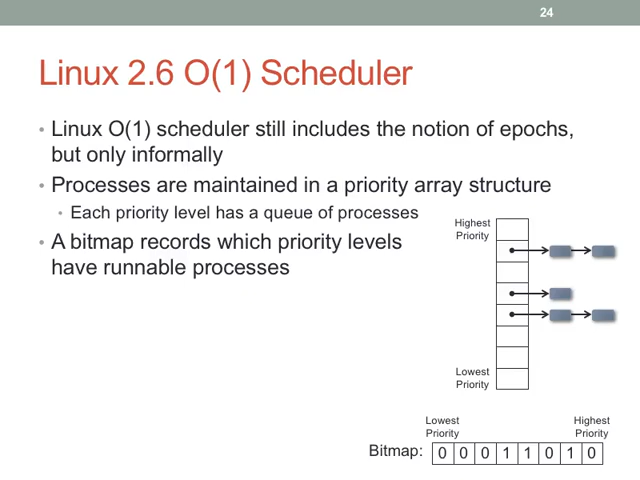 24
Linux 2.6 O(1) Scheduler
• Linux O(1) scheduler still includes the notion of epochs,
but only informally
• Processes are maintained in a priority array structure
• Each priority level has a queue of processes
• A bitmap records which priority levels
have runnable processes
Highest
Priority
Lowest
Priority
Lowest
Priority
Highest
Priority
Bitmap: 0 0 0 1 1 0 1 0